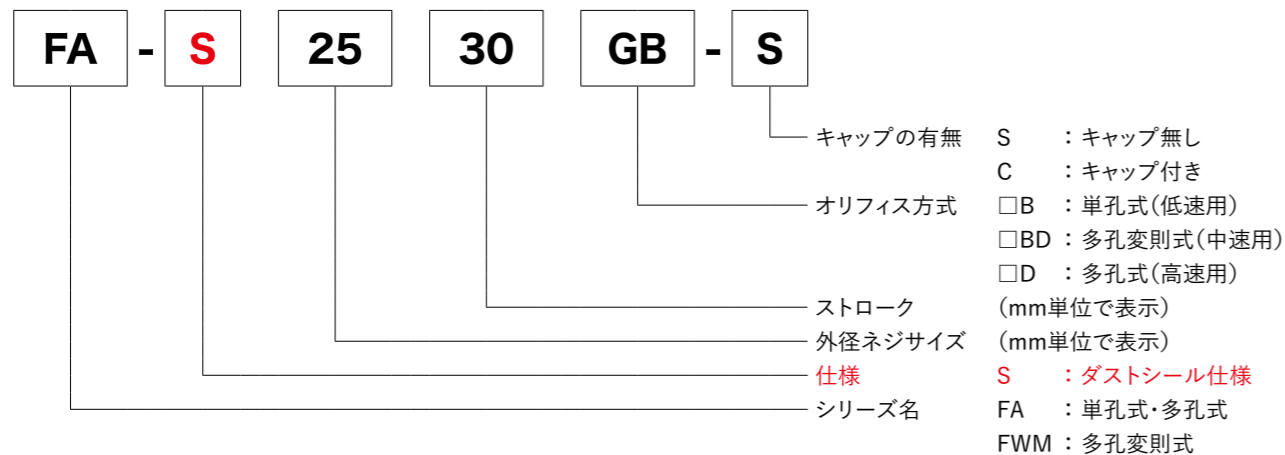 FA - S 25 30 GB - S
キャップの有無 S ：キャップ無し
C ：キャップ付き
オリフィス方式 □B ：単孔式（低速用）
□BD ：多孔変則式（中速用）
□D ：多孔式（高速用）
ストローク （mm単位で表示）
外径ネジサイズ （mm単位で表示）
仕様 S ：ダストシール仕様
シリーズ名 FA ：単孔式・多孔式
FWM ：多孔変則式